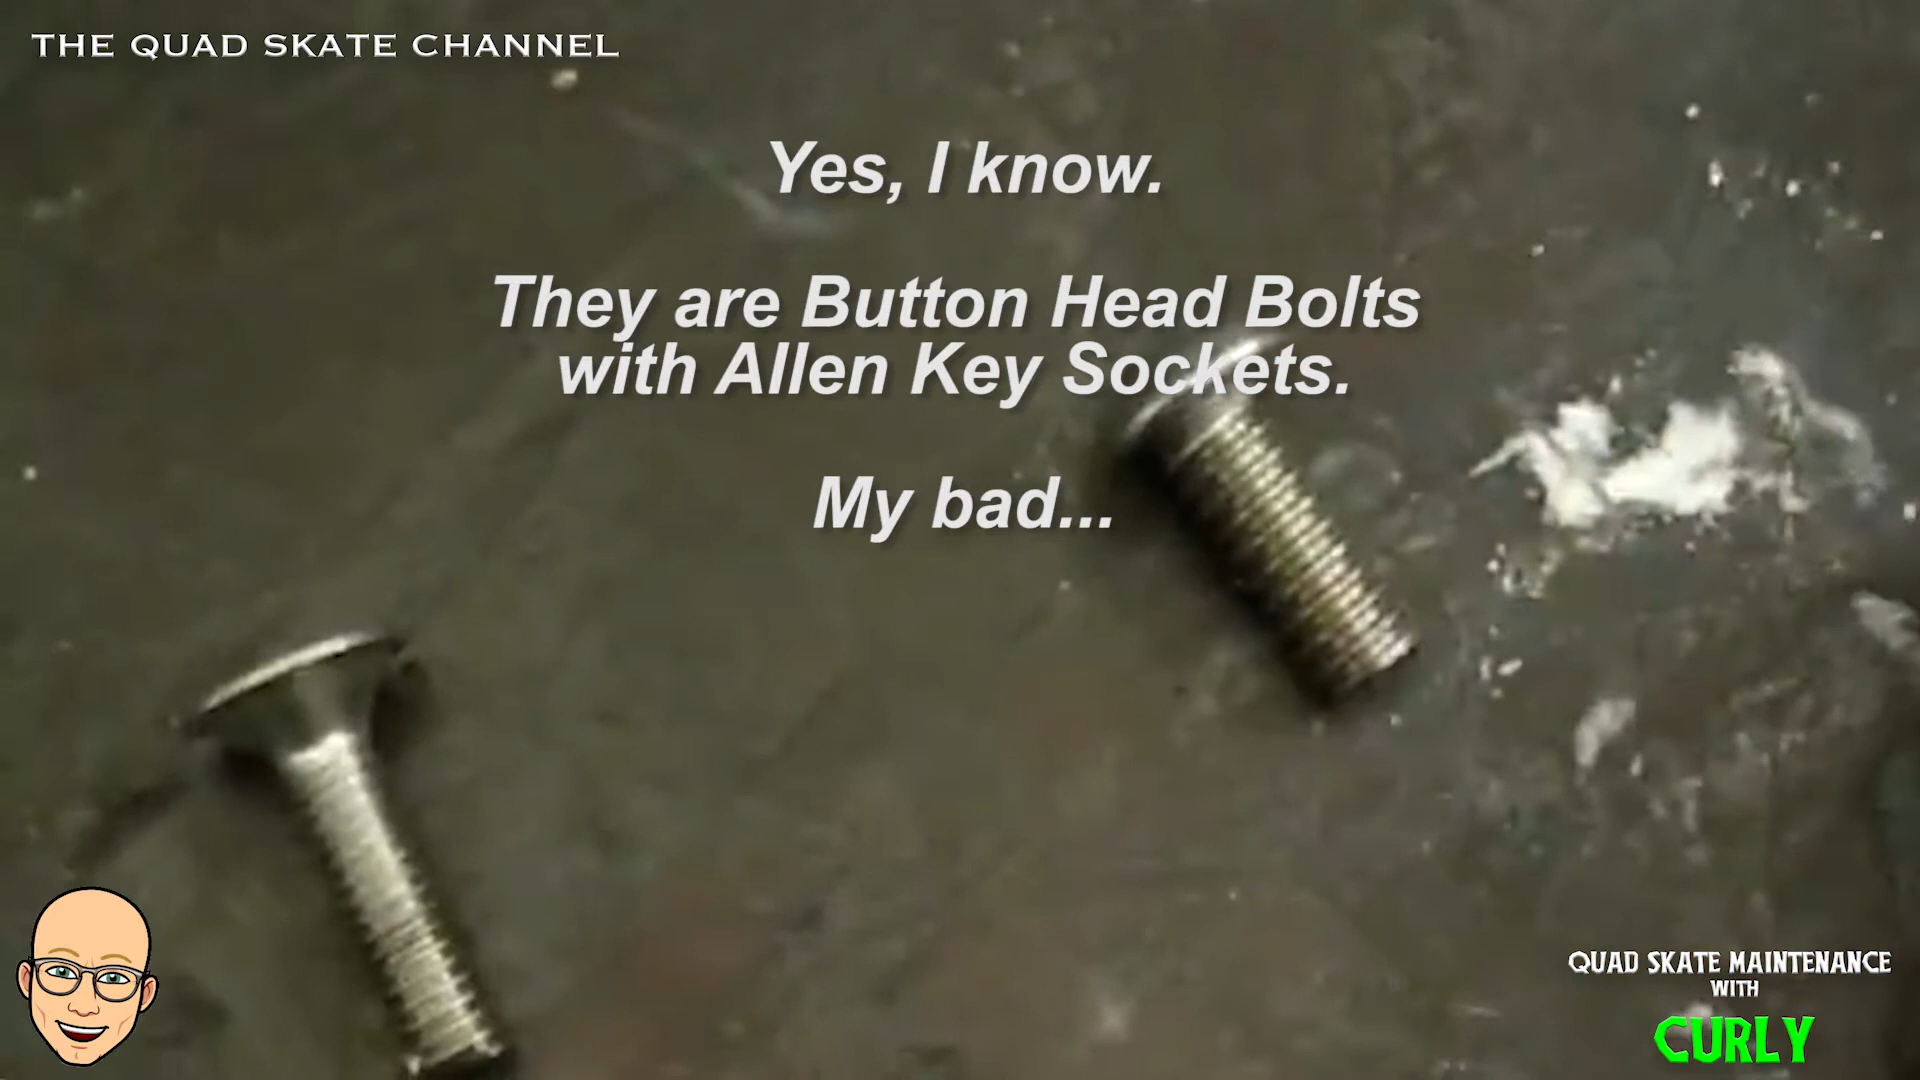 THE QUAD SKATE CHANNEL
Yes, I know.
They are Button Head Bolts
with Allen Key Sockets.
My bad...
QUAD SKATE MAINTENANCE
WITH
CURLY